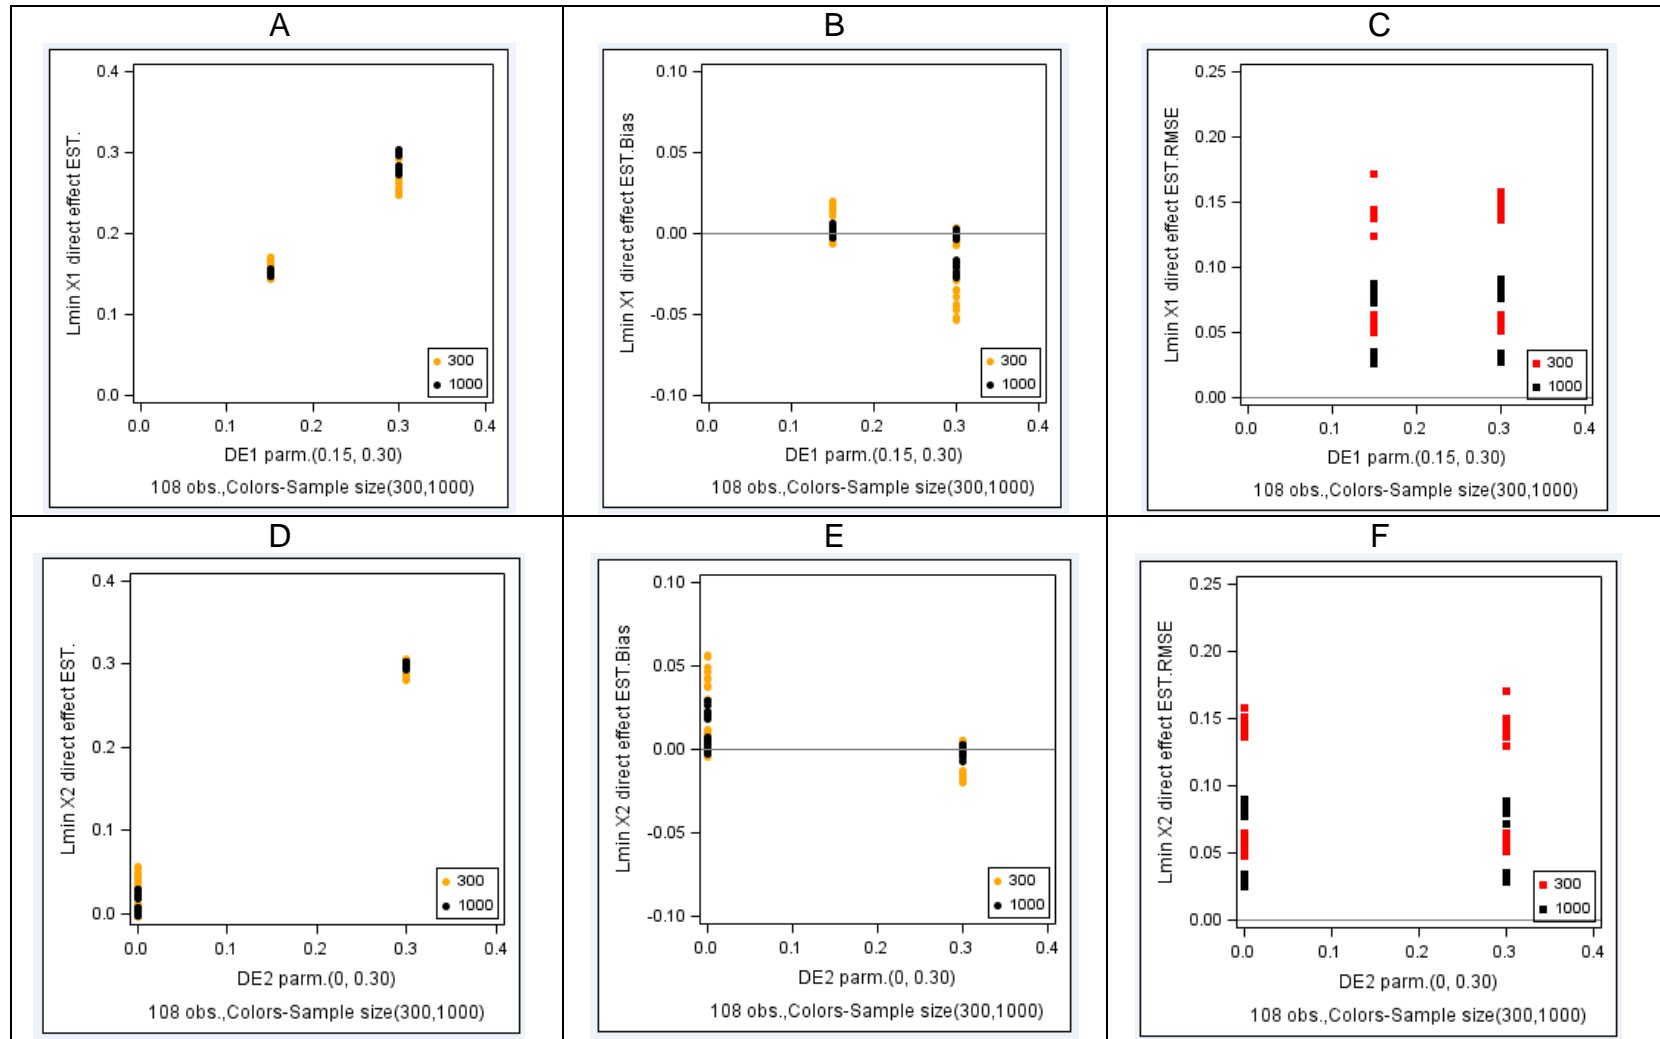 A
B
C
Lmin X1 direct effect EST.
0.4
0.3
0.2
0.1
0.0
300
1000
0.0 0.1 0.2 0.3 0.4
DE1 parm.(0.15, 0.30)
108 obs.,Colors-Sample size(300,1000)
Lmin X1 direct effect EST.Bias
0.10
0.05
0.00
-0.05
-0.10
300
1000
0.0 0.1 0.2 0.3 0.4
DE1 parm.(0.15, 0.30)
108 obs.,Colors-Sample size(300,1000)
Lmin X1 direct effect EST.RMSE
0.25
0.20
0.15
0.10
0.05
0.00
300
1000
0.0 0.1 0.2 0.3 0.4
DE1 parm.(0.15, 0.30)
108 obs.,Colors-Sample size(300,1000)
D
E
F
Lmin X2 direct effect EST.
0.4
0.3
0.2
0.1
0.0
300
1000
0.0 0.1 0.2 0.3 0.4
DE2 parm.(0, 0.30)
108 obs.,Colors-Sample size(300,1000)
Lmin X2 direct effect EST.Bias
0.10
0.05
0.00
-0.05
-0.10
300
1000
0.0 0.1 0.2 0.3 0.4
DE2 parm.(0, 0.30)
108 obs.,Colors-Sample size(300,1000)
Lmin X2 direct effect EST.RMSE
0.25
0.20
0.15
0.10
0.05
0.00
300
1000
0.0 0.1 0.2 0.3 0.4
DE2 parm.(0, 0.30)
108 obs.,Colors-Sample size(300,1000)